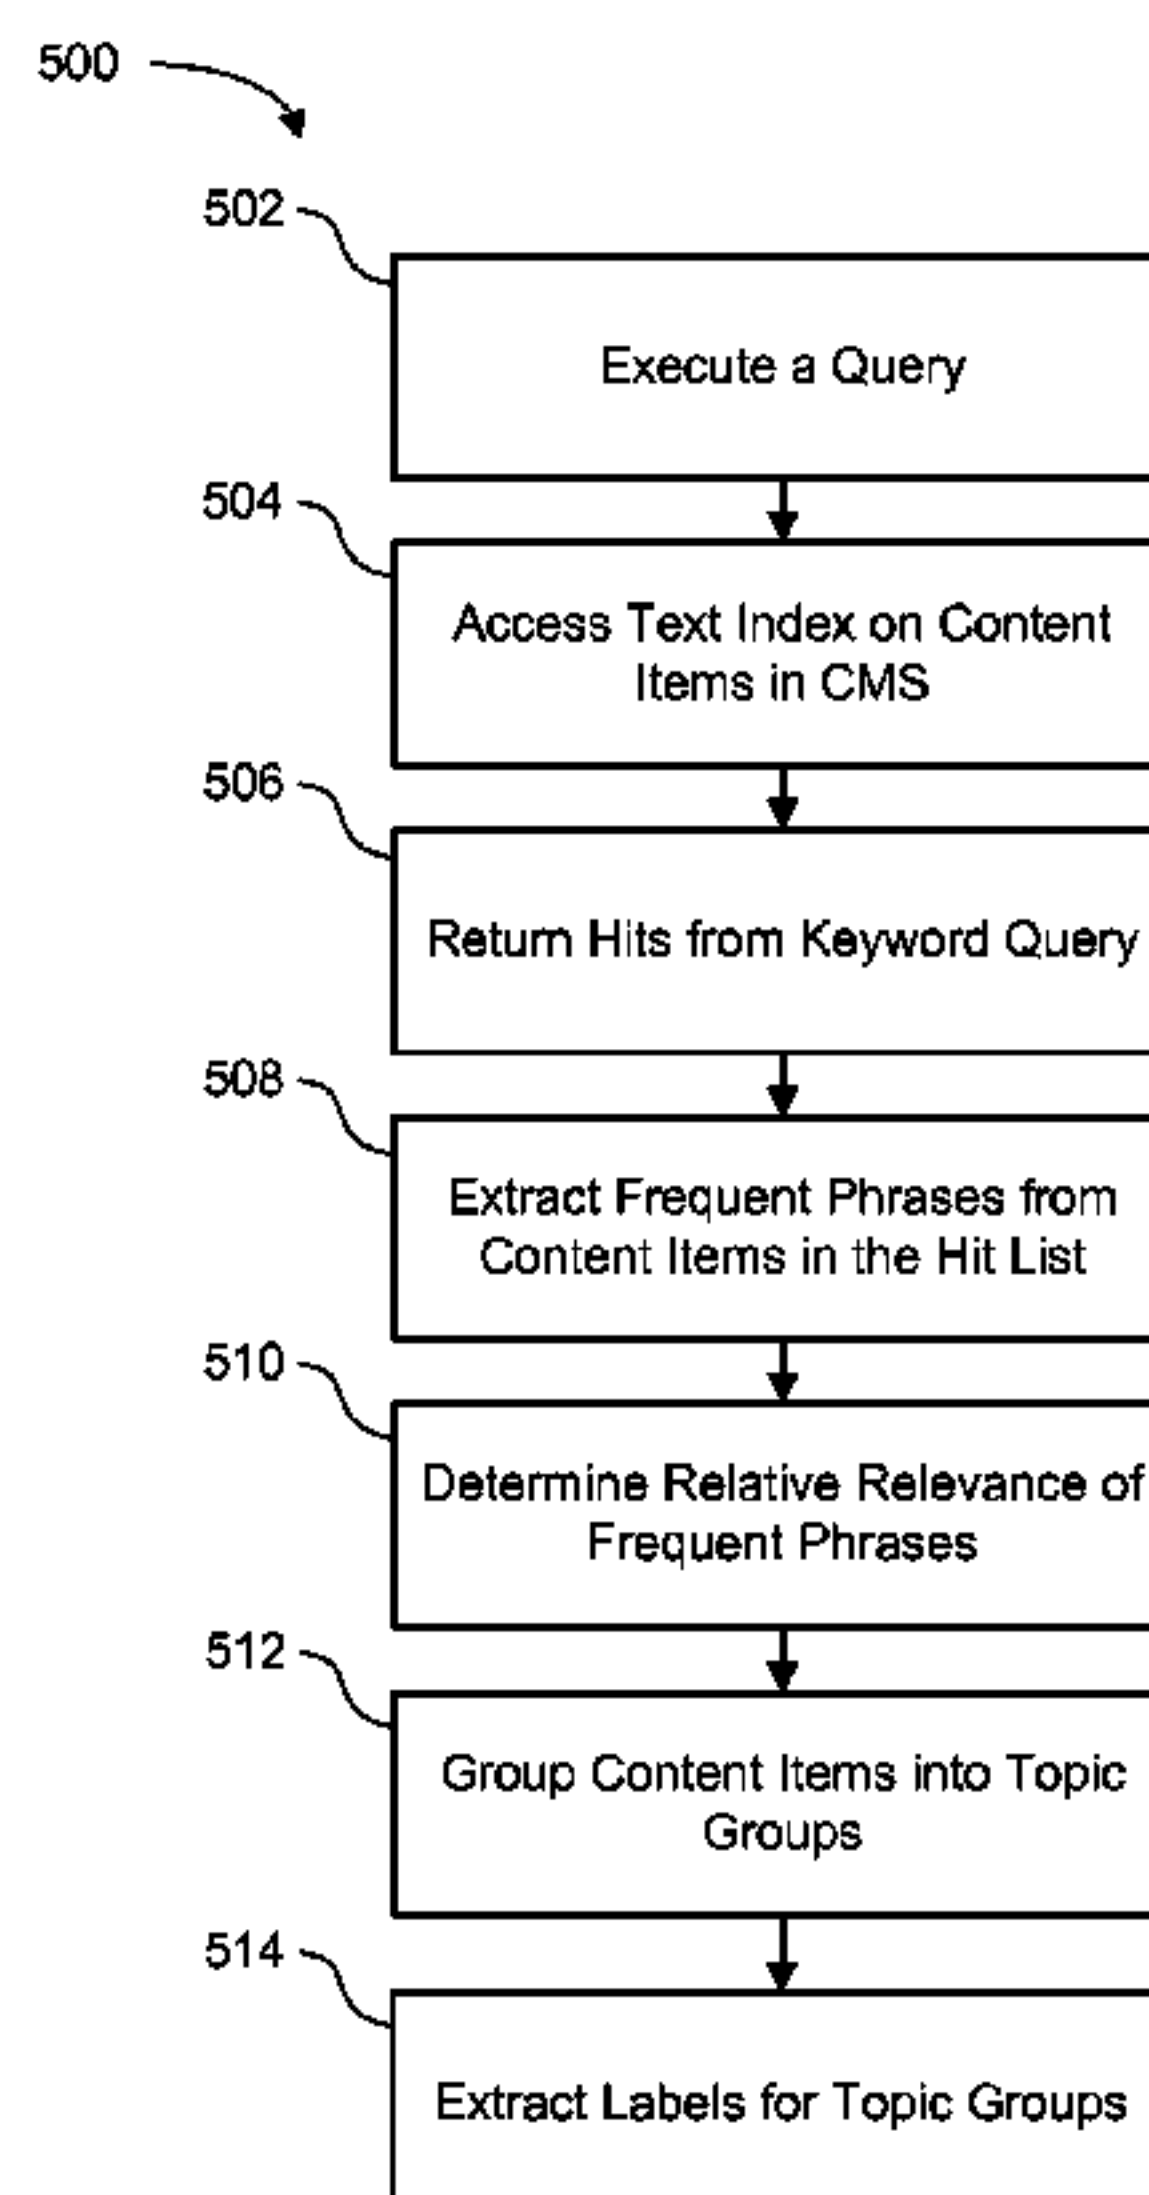 500
502
Execute a Query
504
Access Text Index on Content
Items in CMS
506
Return Hits from Keyword Query
508
Extract Frequent Phrases from
Content Items in the Hit List
510
Determine Relative Relevance of
Frequent Phrases
512
Group Content Items into Topic
Groups
514
Extract Labels for Topic Groups